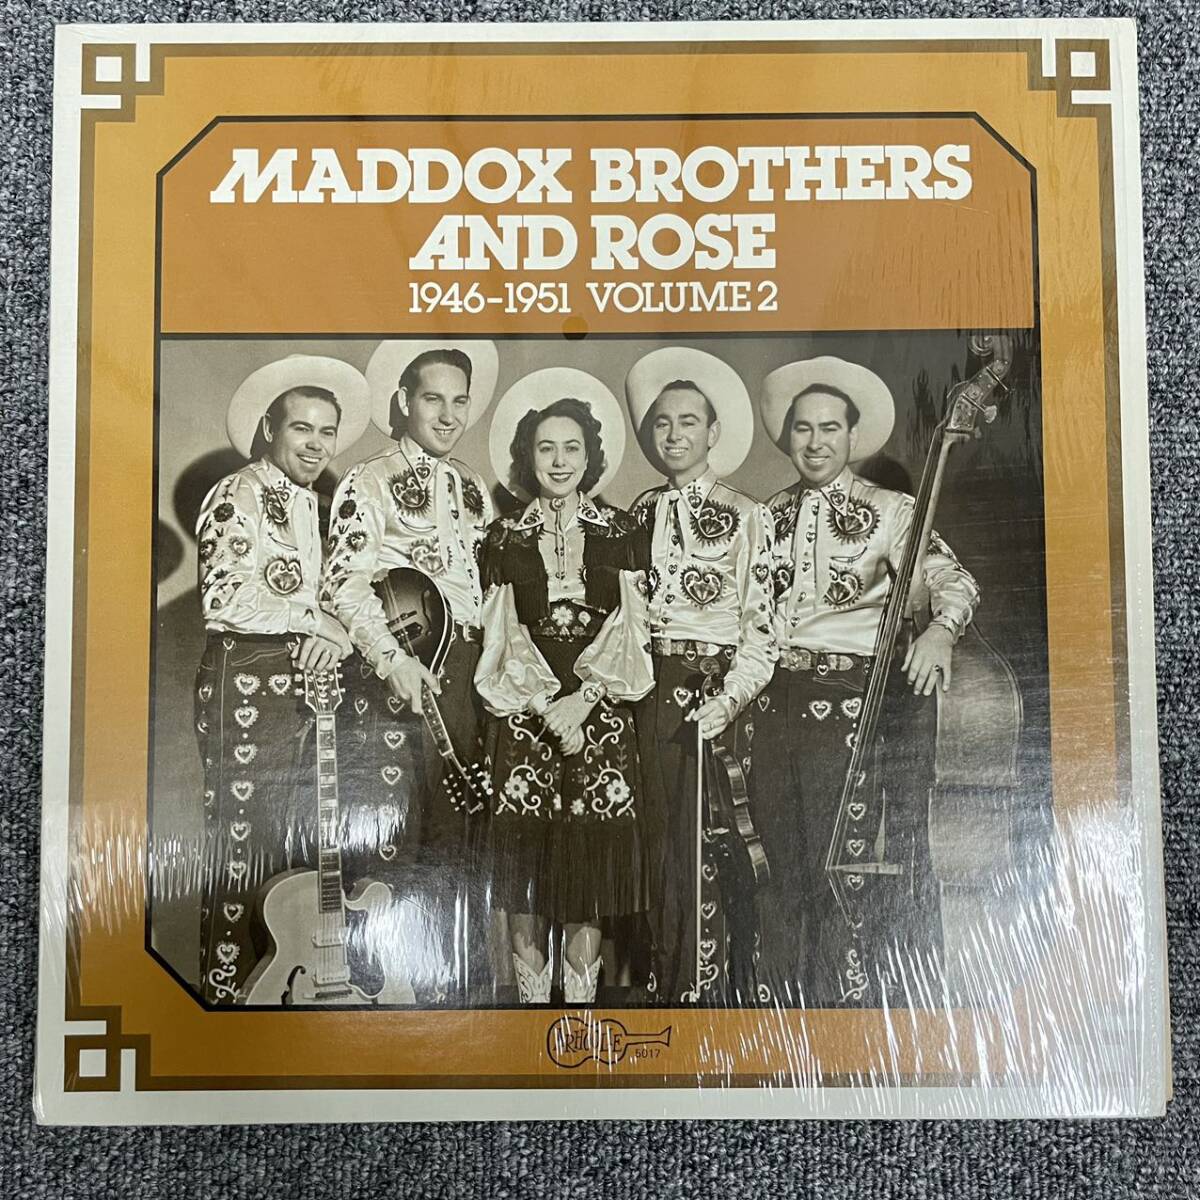 MADDOX BROTHERS
AND ROSE
1946-1951 VOLUME 2
ARHOOLIE
5017